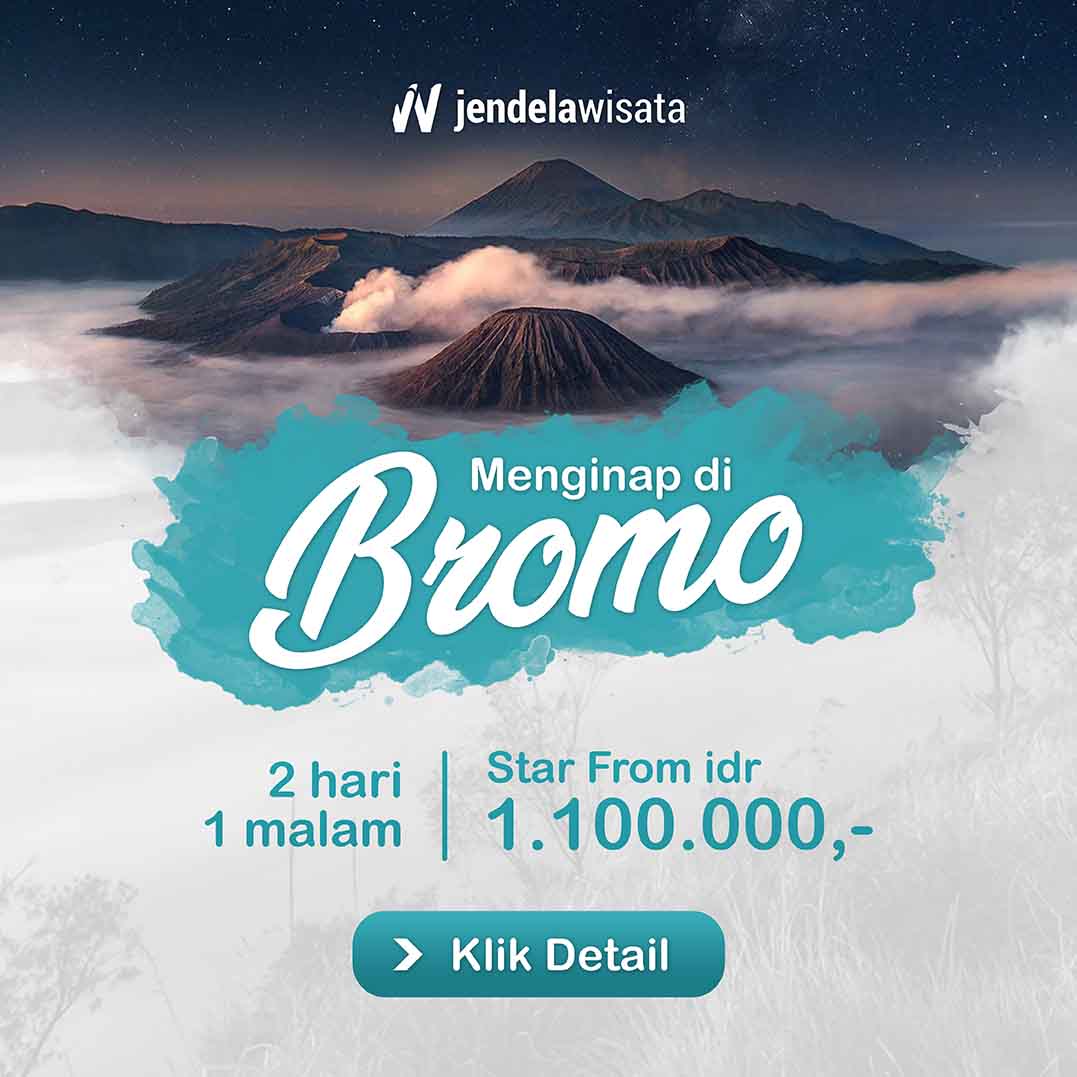 jendelawisata
Menginap di
Bromo
2 hari
1 malam
Star From idr
1.100.000,-
Klik Detail